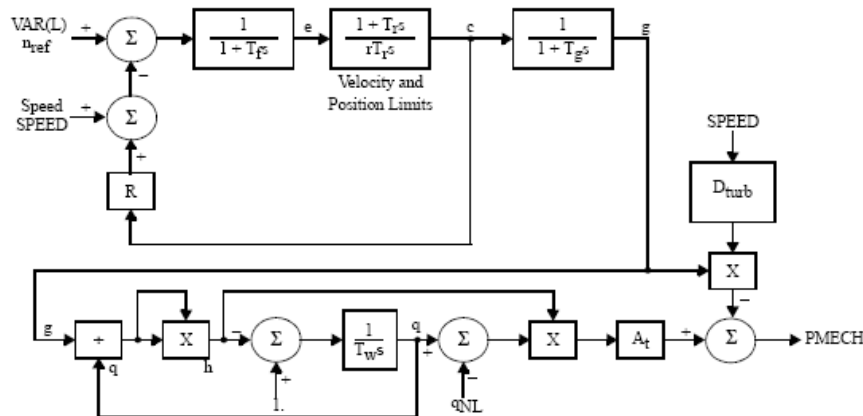 VAR(L)
n_ref
+
Σ
−
1
1 + T_f s
e
1 + T_r s
rT_r s
Velocity and
Position Limits
c
1
1 + T_g s
g
Speed
SPEED
+
Σ
+
R
SPEED
D_turb
X
−
g
÷
q
X
h
−
Σ
+
1.
1
T_w s
q
+
Σ
−
q_NL
X
A_t
+
Σ
PMECH